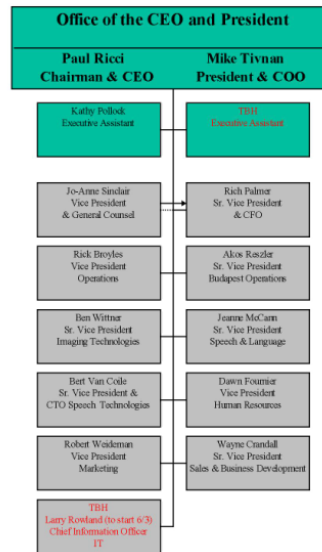 Office of the CEO and President
Paul Ricci
Chairman & CEO
Mike Tivnan
President & COO
Kathy Pollock
Executive Assistant
TBH
Executive Assistant
Jo-Anne Sinclair
Vice President
& General Counsel
Rich Palmer
Sr. Vice President
& CFO
Rick Broyles
Vice President
Operations
Akos Reszler
Sr. Vice President
Budapest Operations
Ben Wittner
Sr. Vice President
Imaging Technologies
Jeanne McCann
Sr. Vice President
Speech & Language
Bert Van Coile
Sr. Vice President &
CTO Speech Technologies
Dawn Fournier
Vice President
Human Resources
Robert Weideman
Vice President
Marketing
Wayne Crandall
Sr. Vice President
Sales & Business Development
TBH
Larry Rowland (to start 6/3)
Chief Information Officer
IT